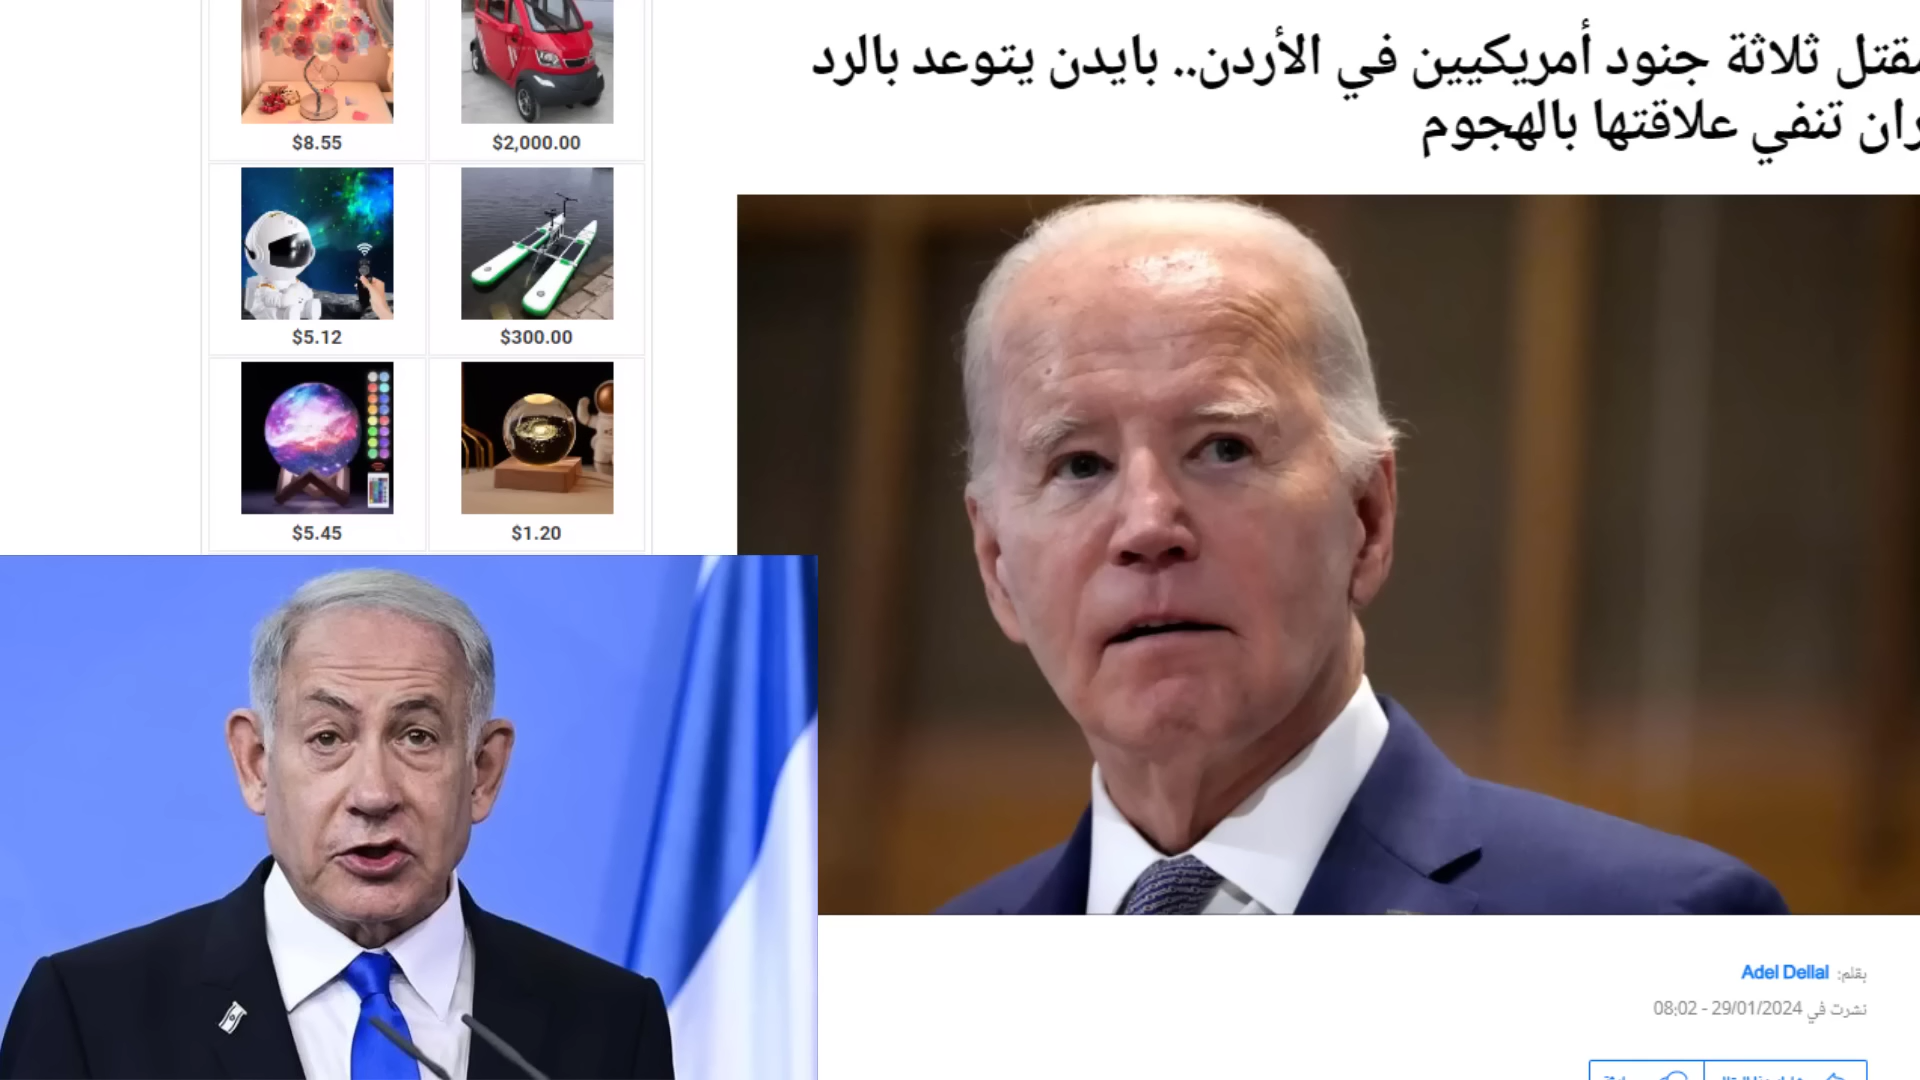 مقتل ثلاثة جنود أمريكيين في الأردن.. بايدن يتوعد بالرد
تنفي علاقتها بالهجوم
$8.55
$2,000.00
$5.12
$300.00
$5.45
$1.20
بقلم: Adel Dellal
نشرت في 29/01/2024 - 08:02